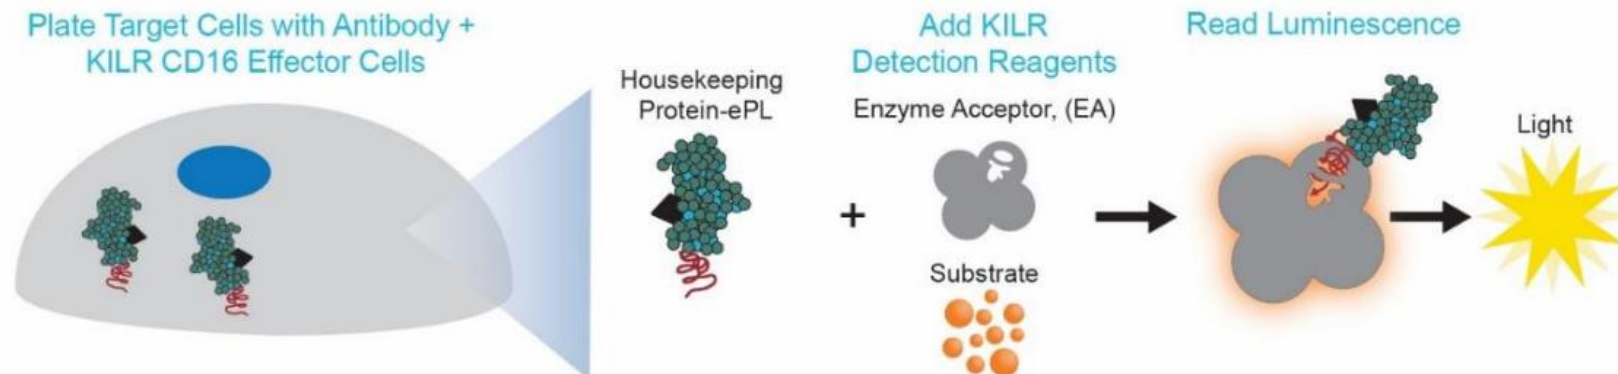 Plate Target Cells with Antibody +
KILR CD16 Effector Cells
Housekeeping
Protein-ePL
+
Add KILR
Detection Reagents
Enzyme Acceptor, (EA)
Substrate
Read Luminescence
Light